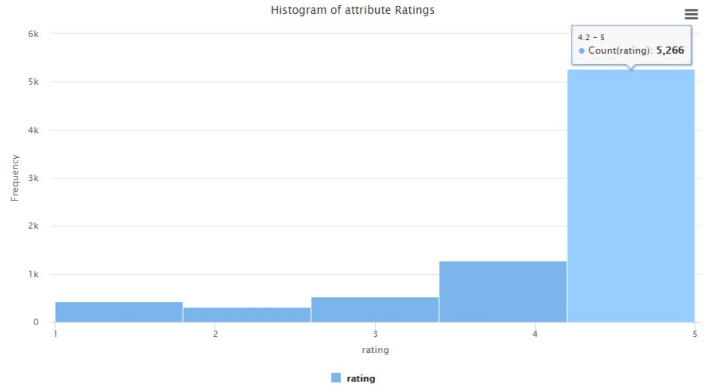 Histogram of attribute Ratings
6k
4.2 – 5
● Count(rating): 5,266
5k
4k
3k
2k
1k
0
Frequency
1 2 3 4 5
rating
rating